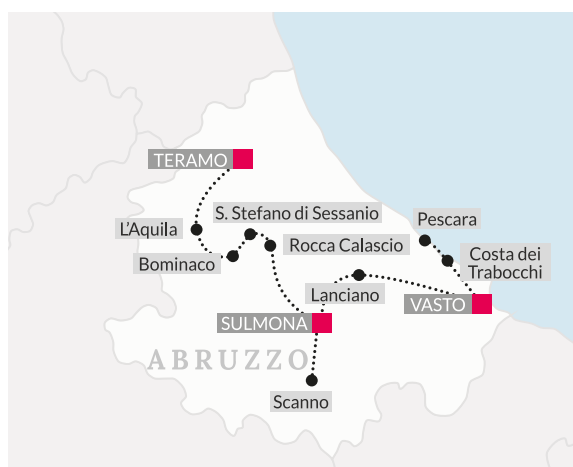 TERAMO
S. Stefano di Sessanio
L'Aquila
Pescara
Rocca Calascio
Bominaco
Costa dei
Trabocchi
Lanciano
VASTO
SULMONA
ABRUZZO
Scanno